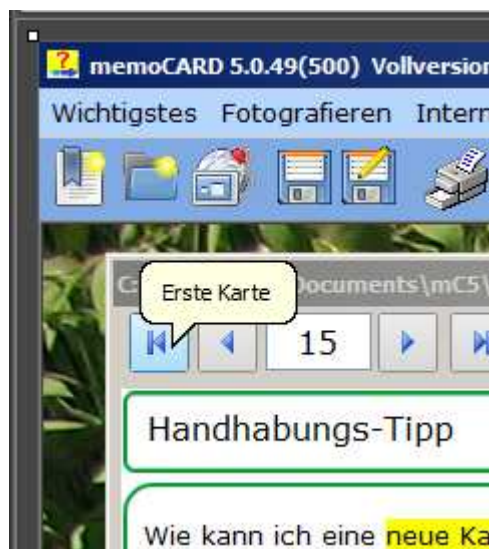 memoCARD 5.0.49(500) Vollversion
Wichtigstes Fotografieren Intern
Documents\mC5\
Erste Karte
15
Handhabungs-Tipp
Wie kann ich eine neue Ka